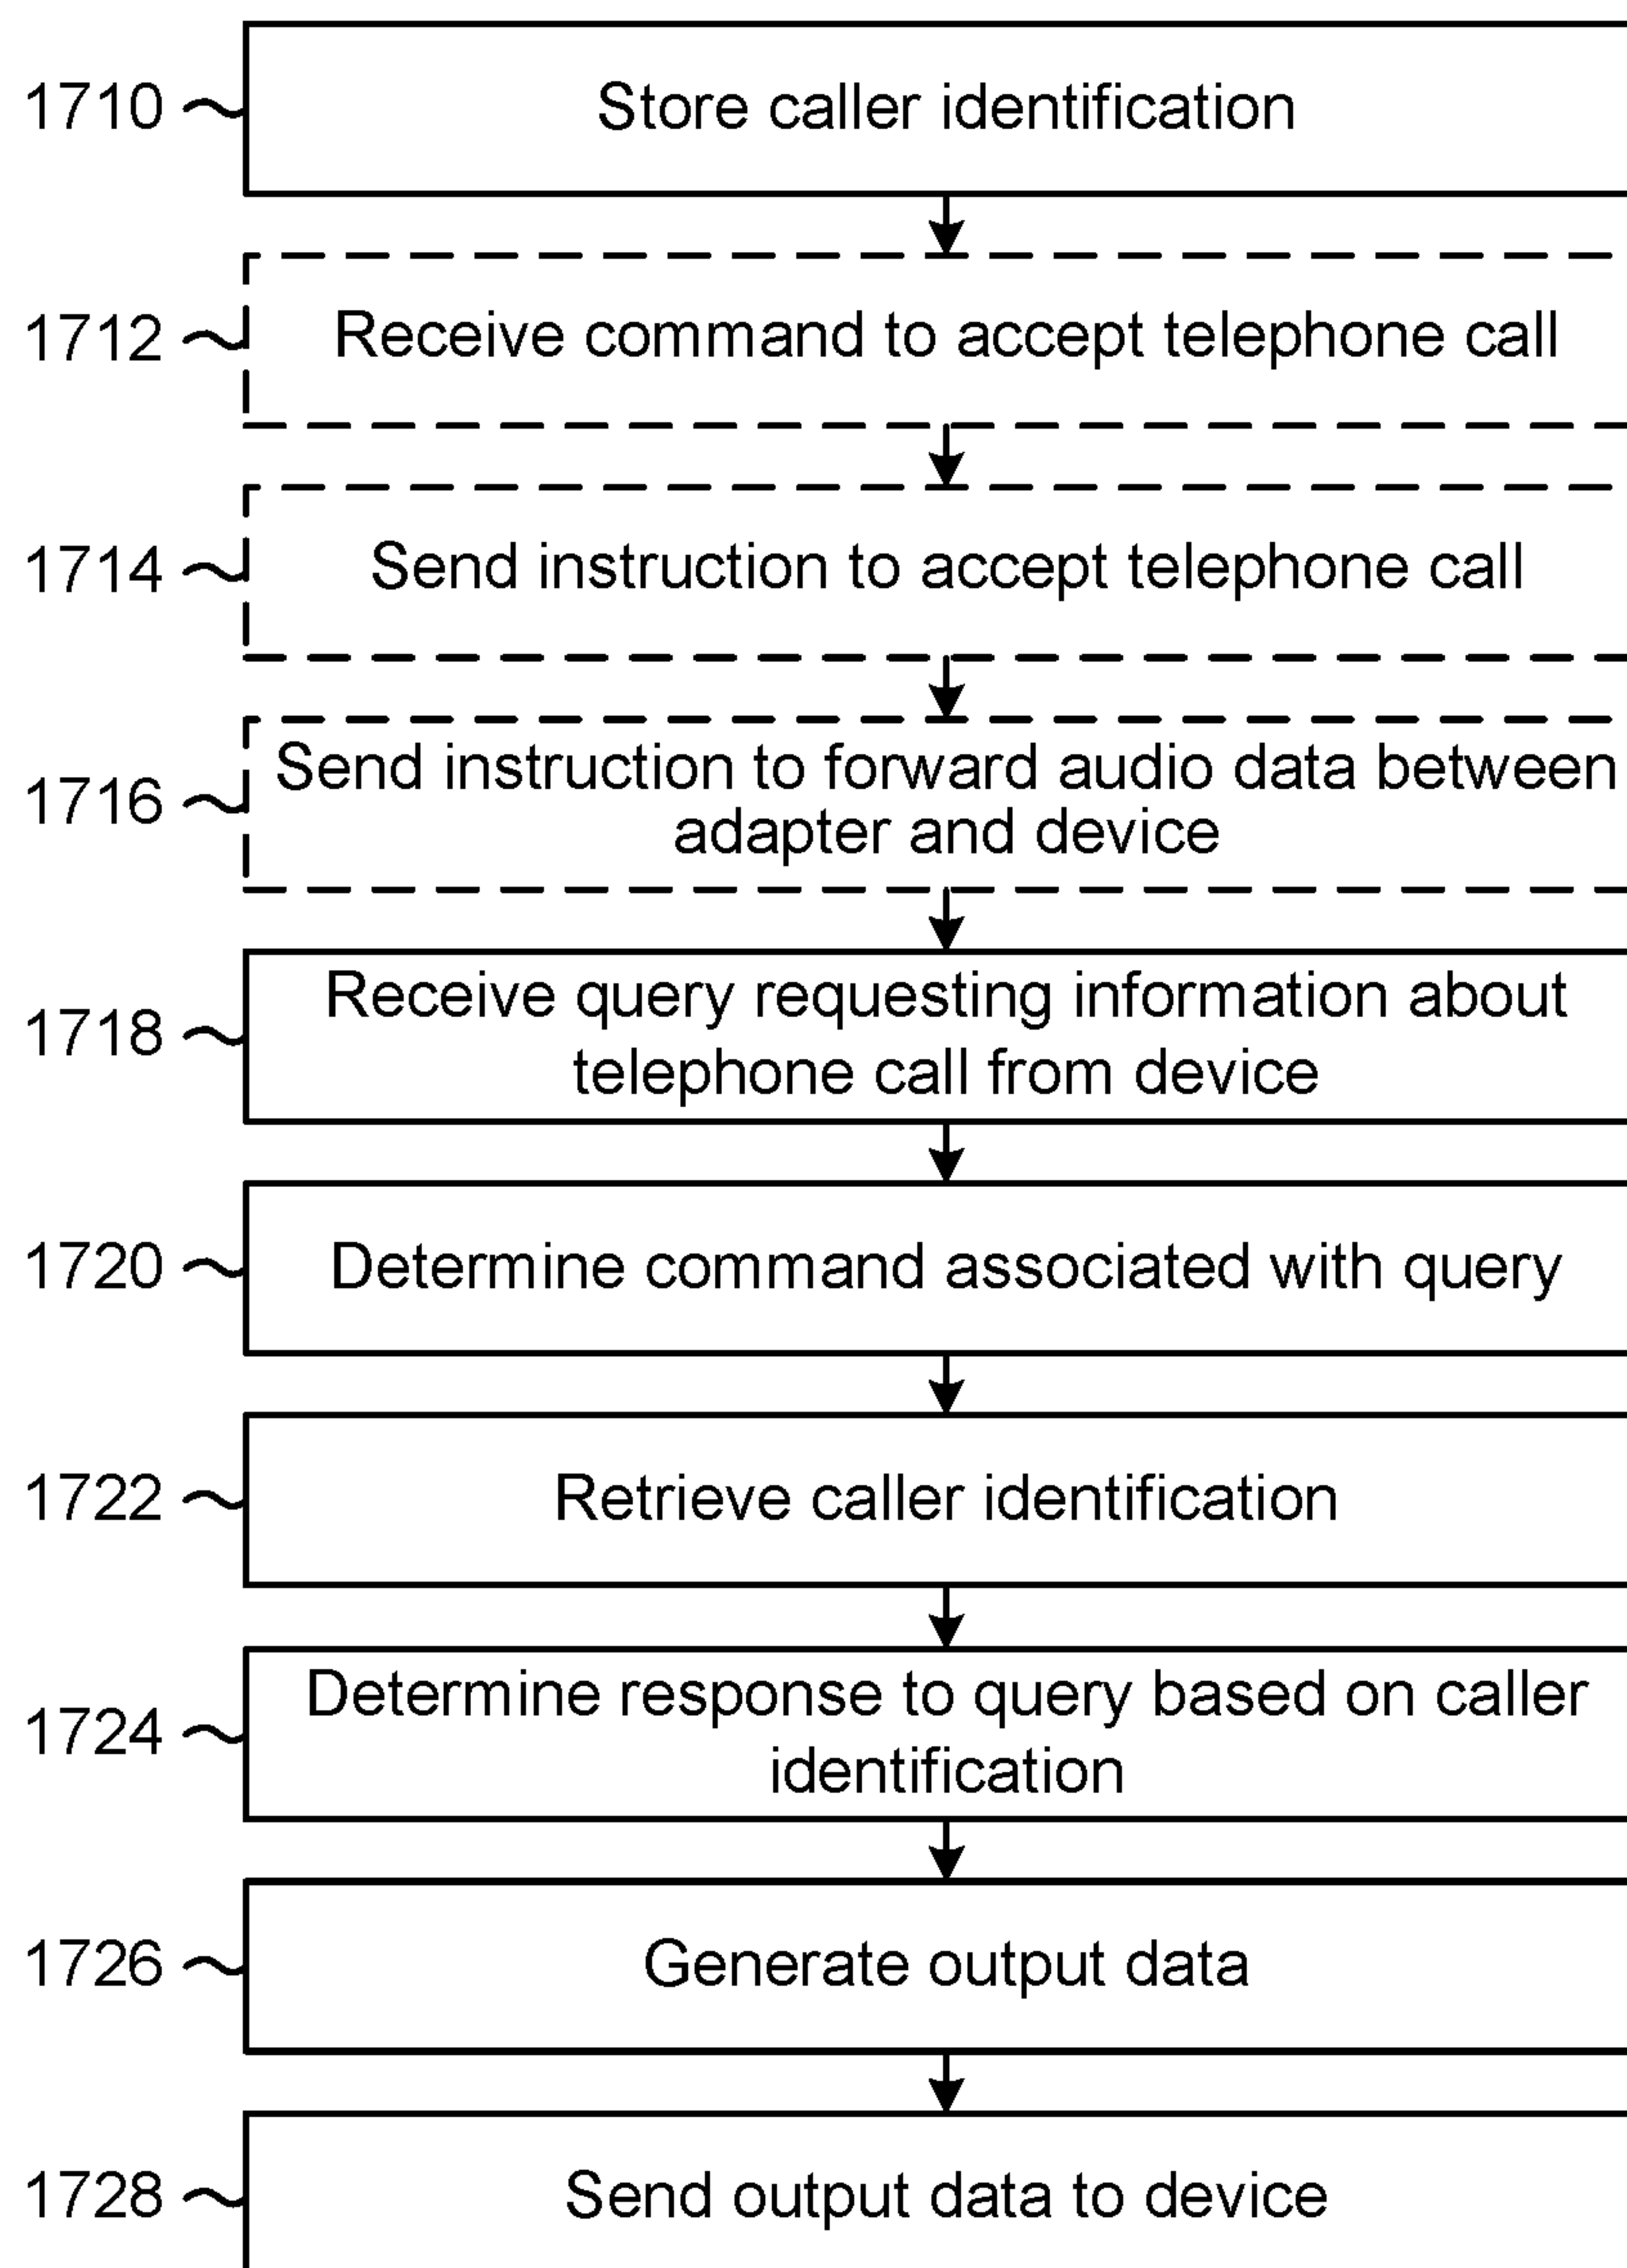 1710
Store caller identification
1712
Receive command to accept telephone call
1714
Send instruction to accept telephone call
1716
Send instruction to forward audio data between
adapter and device
1718
Receive query requesting information about
telephone call from device
1720
Determine command associated with query
1722
Retrieve caller identification
1724
Determine response to query based on caller
identification
1726
Generate output data
1728
Send output data to device